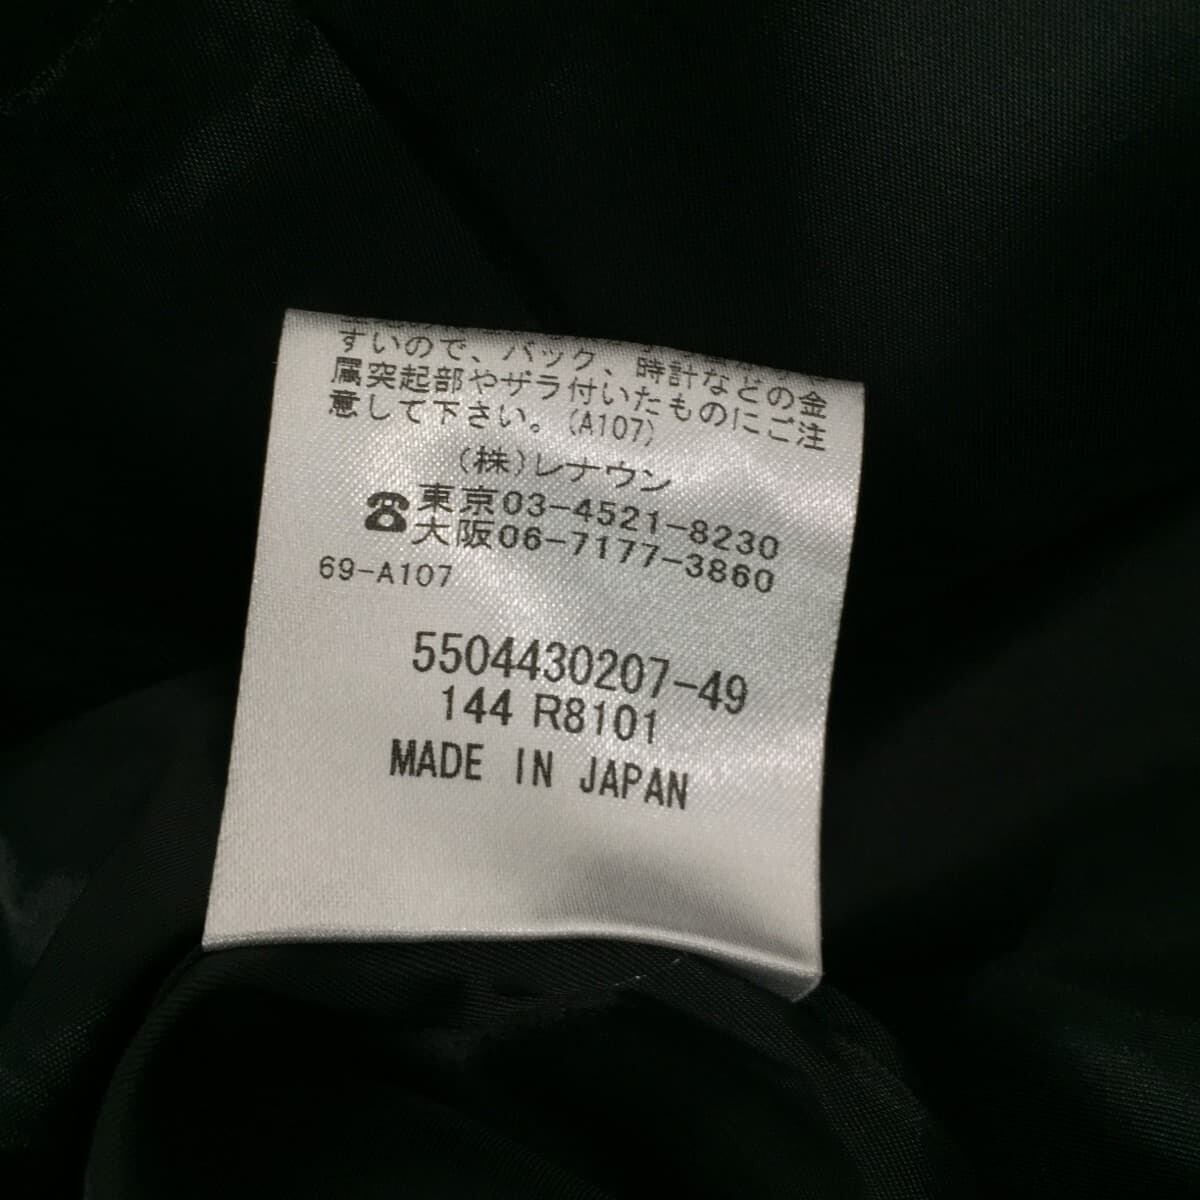 すいので、バック、時計などの金
属突起部やザラ付いたものにご注
意して下さい。(A107)
(株)レナウン
☎東京03-4521-8230
大阪06-7177-3860
69-A107
5504430207-49
144 R8101
MADE IN JAPAN